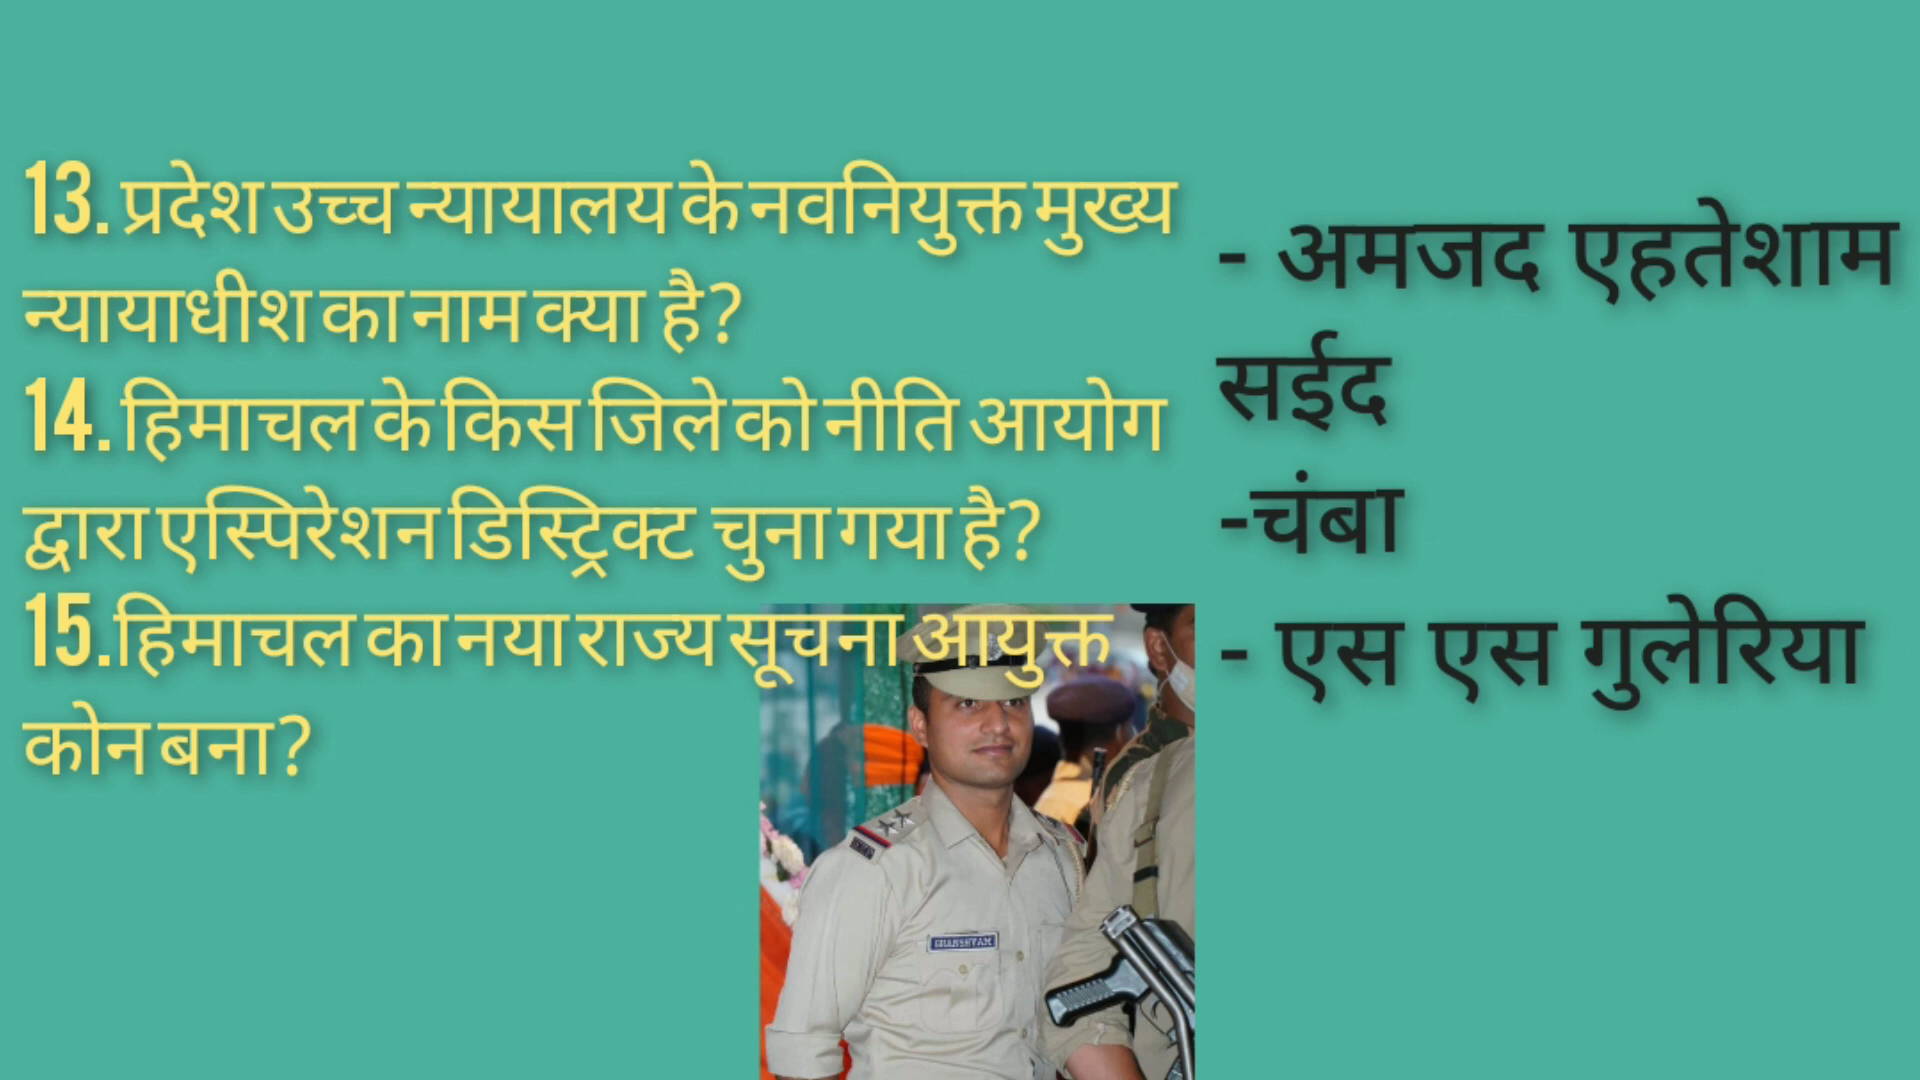 13. प्रदेश उच्च न्यायालय के नवनियुक्त मुख्य
न्यायाधीश का नाम क्या है?
14. हिमाचल के किस जिले को नीति आयोग
द्वारा एस्पिरेशन डिस्ट्रिक्ट चुना गया है?
15.हिमाचल का नया राज्य सूचना आयुक्त
कोन बना?
- अमजद एहतेशाम
सईद
-चंबा
- एस एस गुलेरिया
GHANSHYAM